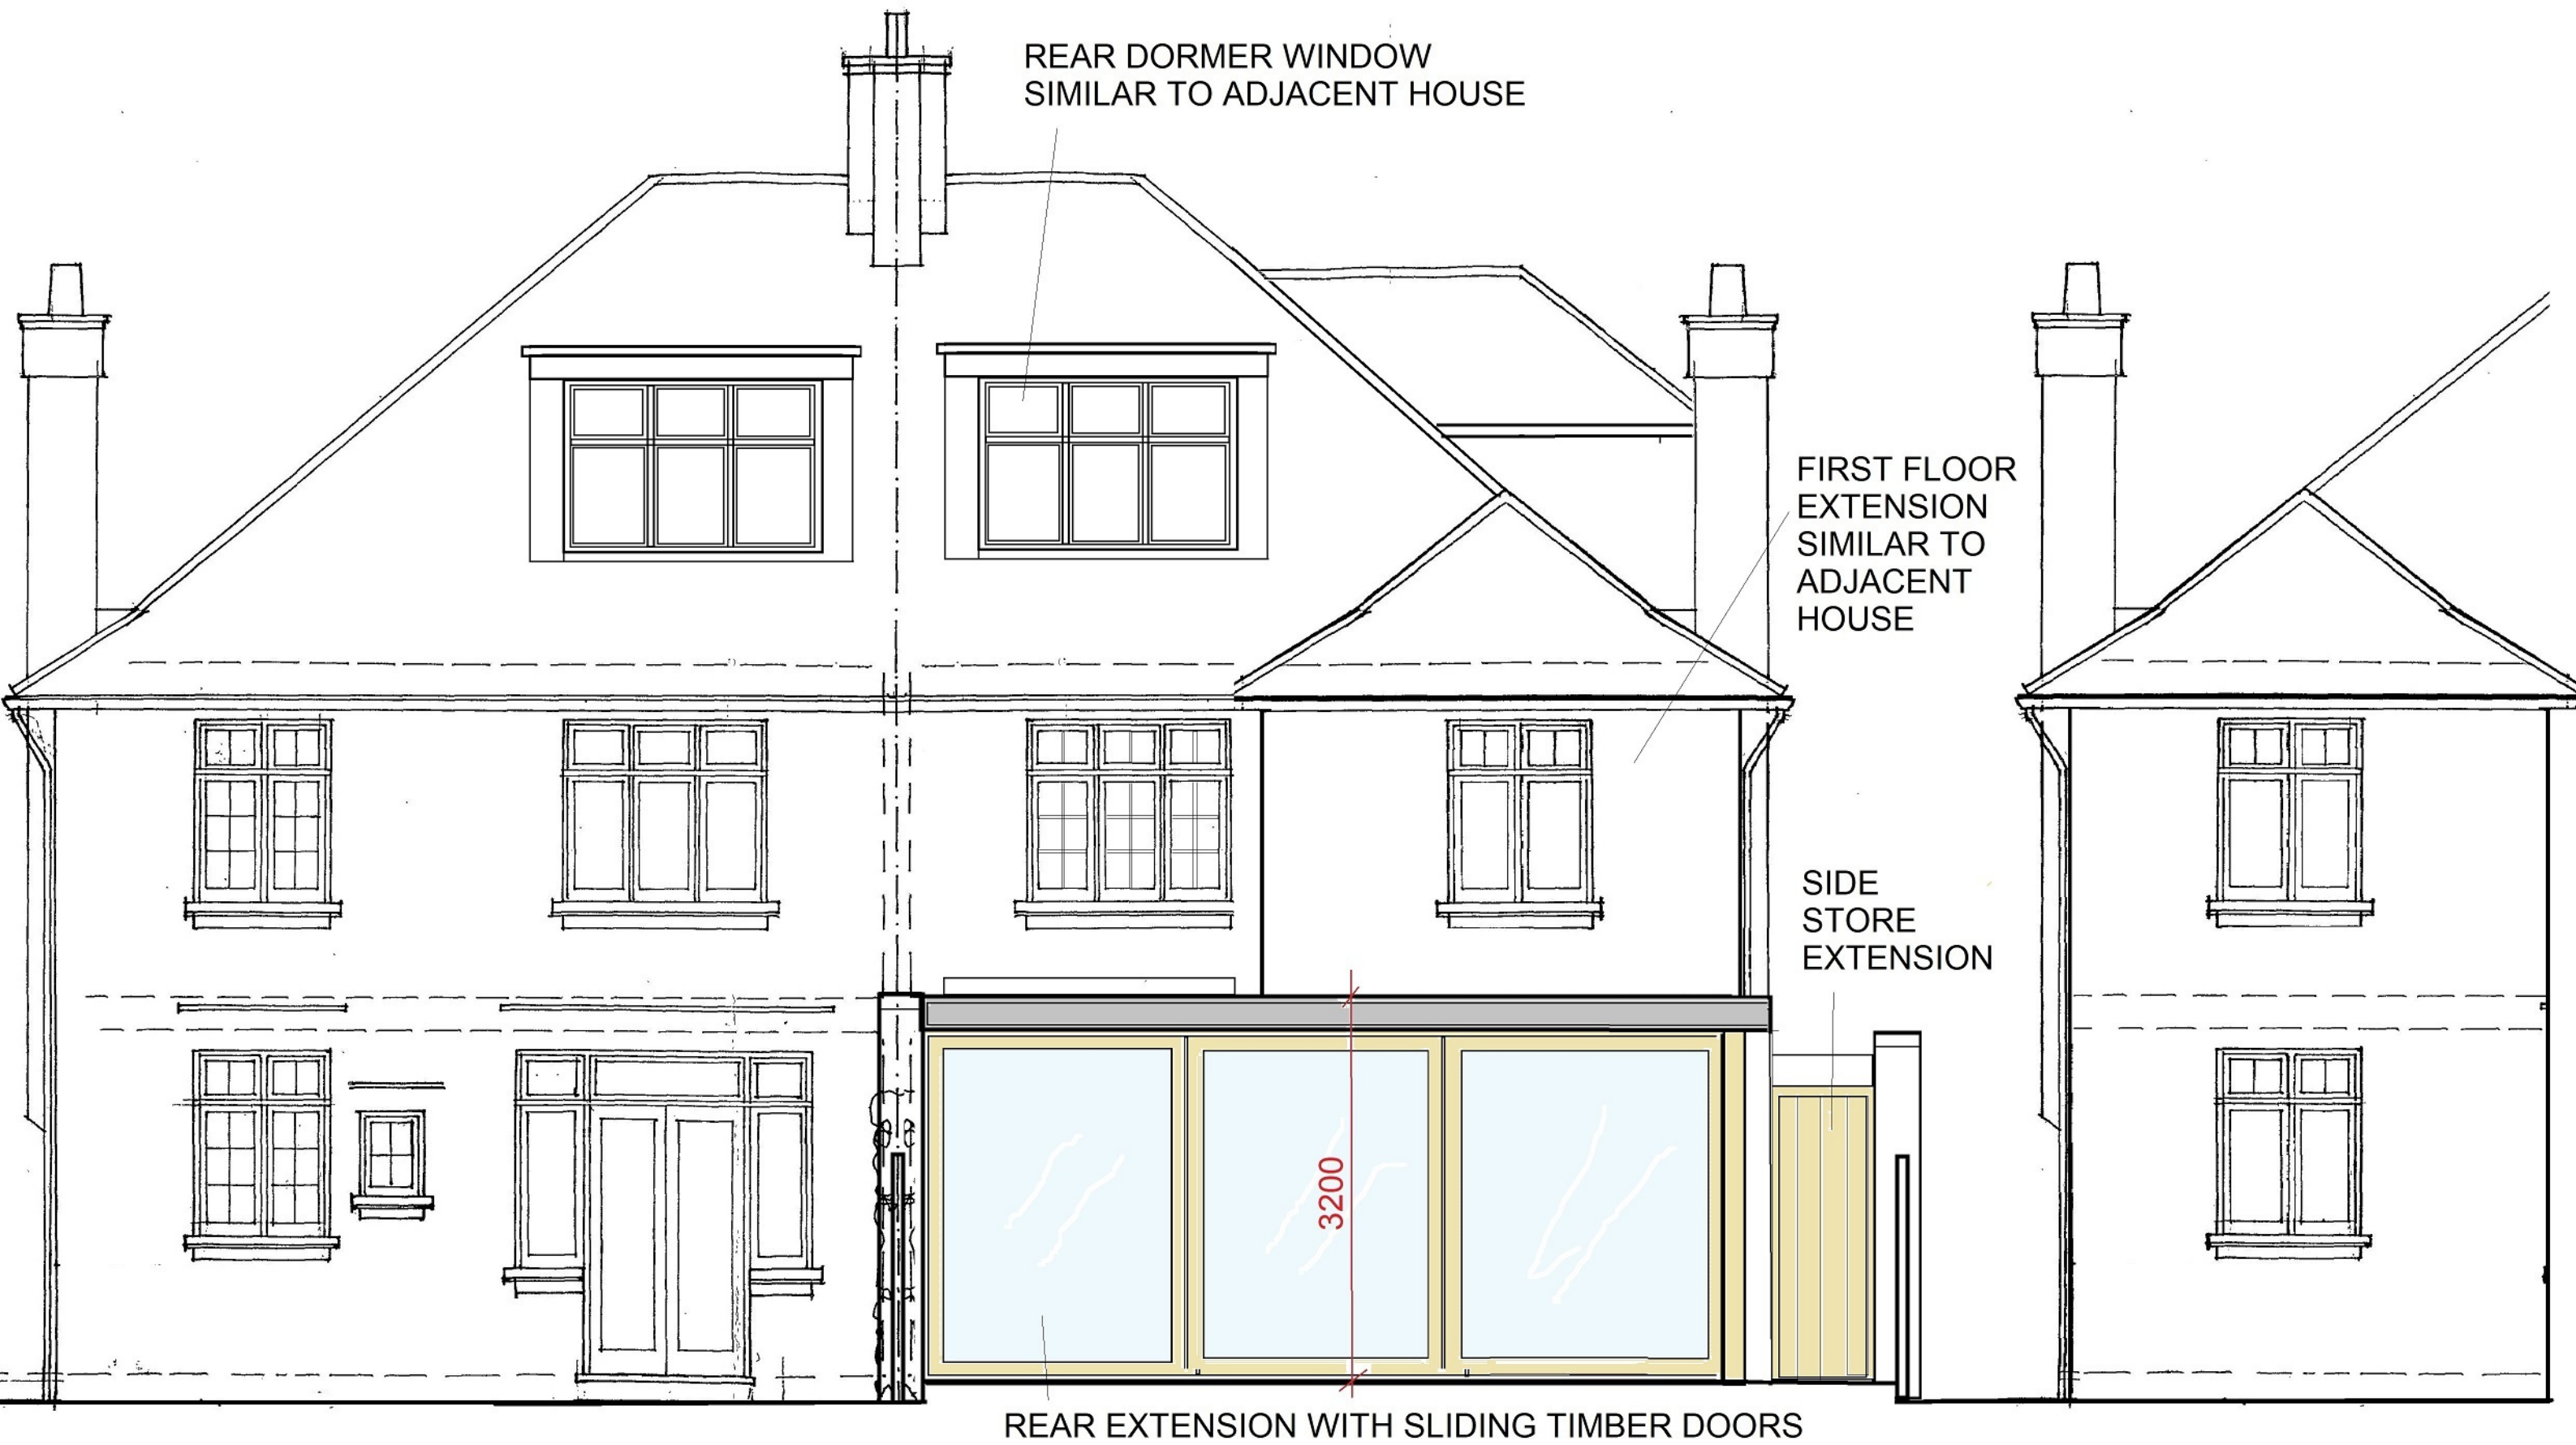 REAR DORMER WINDOW
SIMILAR TO ADJACENT HOUSE
FIRST FLOOR
EXTENSION
SIMILAR TO
ADJACENT
HOUSE
SIDE
STORE
EXTENSION
3200
REAR EXTENSION WITH SLIDING TIMBER DOORS